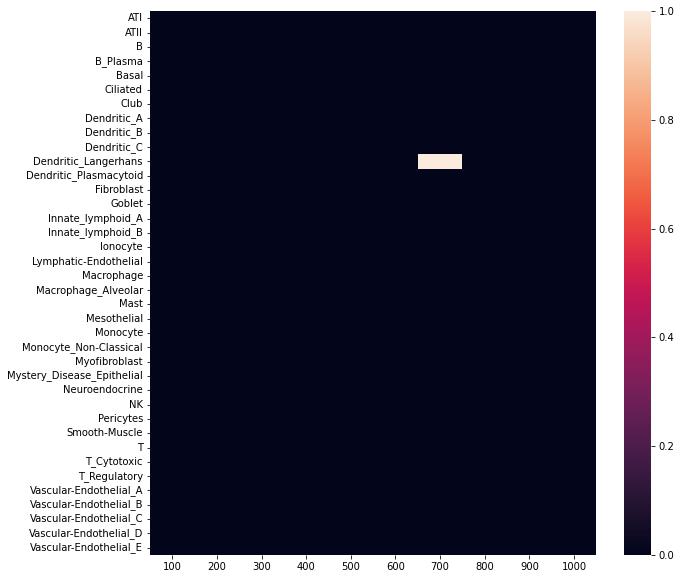 ATI
ATII
B
B_Plasma
Basal
Ciliated
Club
Dendritic_A
Dendritic_B
Dendritic_C
Dendritic_Langerhans
Dendritic_Plasmacytoid
Fibroblast
Goblet
Innate_lymphoid_A
Innate_lymphoid_B
Ionocyte
Lymphatic-Endothelial
Macrophage
Macrophage_Alveolar
Mast
Mesothelial
Monocyte
Monocyte_Non-Classical
Myofibroblast
Mystery_Disease_Epithelial
Neuroendocrine
NK
Pericytes
Smooth-Muscle
T
T_Cytotoxic
T_Regulatory
Vascular-Endothelial_A
Vascular-Endothelial_B
Vascular-Endothelial_C
Vascular-Endothelial_D
Vascular-Endothelial_E
100 200 300 400 500 600 700 800 900 1000
1.0
0.8
0.6
0.4
0.2
0.0